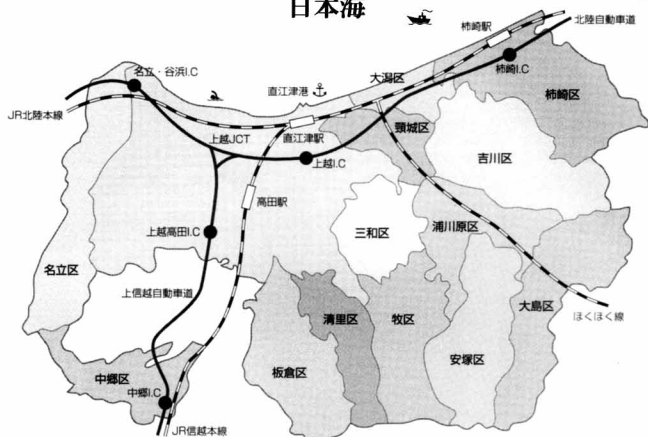 日本海
柿崎駅
北陸自動車道
名立・谷浜I.C
柿崎I.C
大潟区
直江津港
柿崎区
JR北陸本線
頸城区
上越JCT
直江津駅
吉川区
上越I.C
高田駅
浦川原区
上越高田I.C
三和区
名立区
上信越自動車道
大島区
清里区
牧区
ほくほく線
安塚区
板倉区
中郷区
中郷I.C
JR信越本線